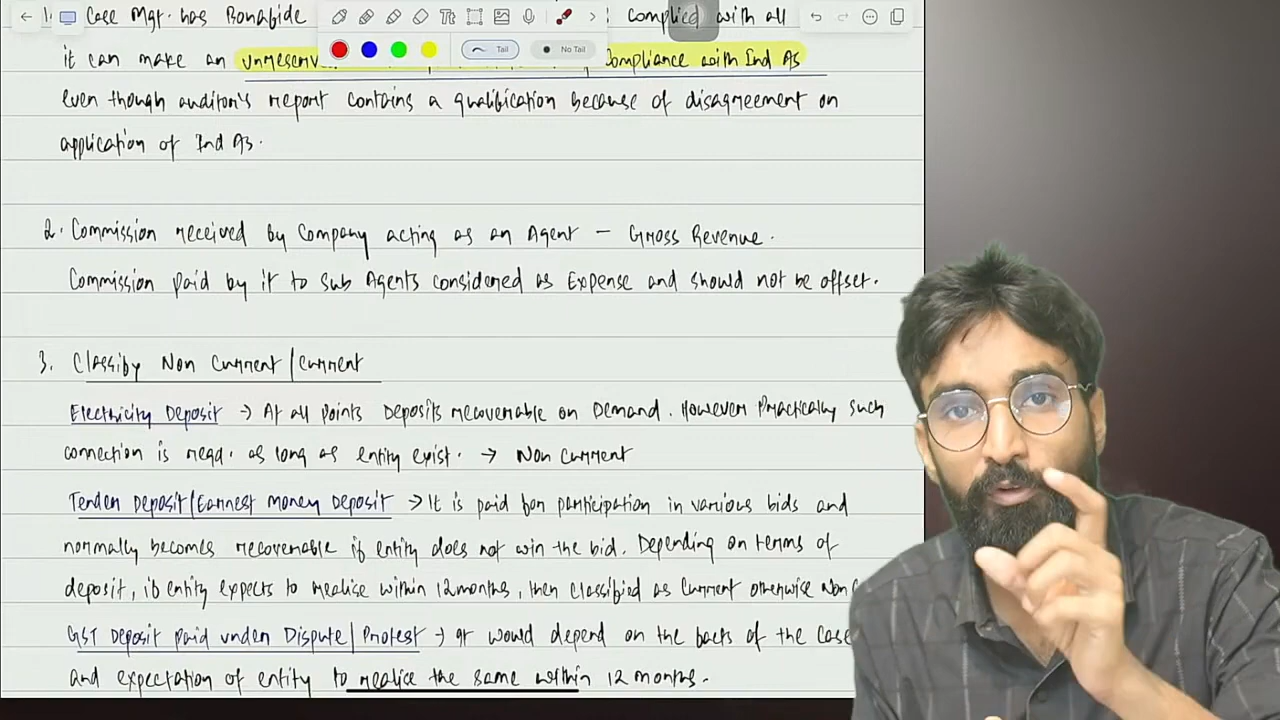 1. Case Mgt. has Bonafide complied with all
it can make an unreserv compliance with Ind As
even though auditor's report contains a qualification because of disagreement on
application of Ind As.
2. Commission received by Company acting as an Agent – Gross Revenue.
Commission paid by it to Sub Agents considered as Expense and should not be offset.
3. Classify Non Current/Current
Electricity Deposit → At all points Deposits recoverable on Demand. However Practically such
connection is reqd. as long as entity exist. → Non Current
Tender Deposit/Earnest Money Deposit → It is paid for participation in various bids and
normally becomes recoverable if entity does not win the bid. Depending on terms of
deposit, if entity expects to realise within 12 months, then classified as Current otherwise Non
GST Deposit paid under Dispute/Protest → It would depend on the facts of the case
and expectation of entity to realise the same within 12 months.
Tail
No Tail